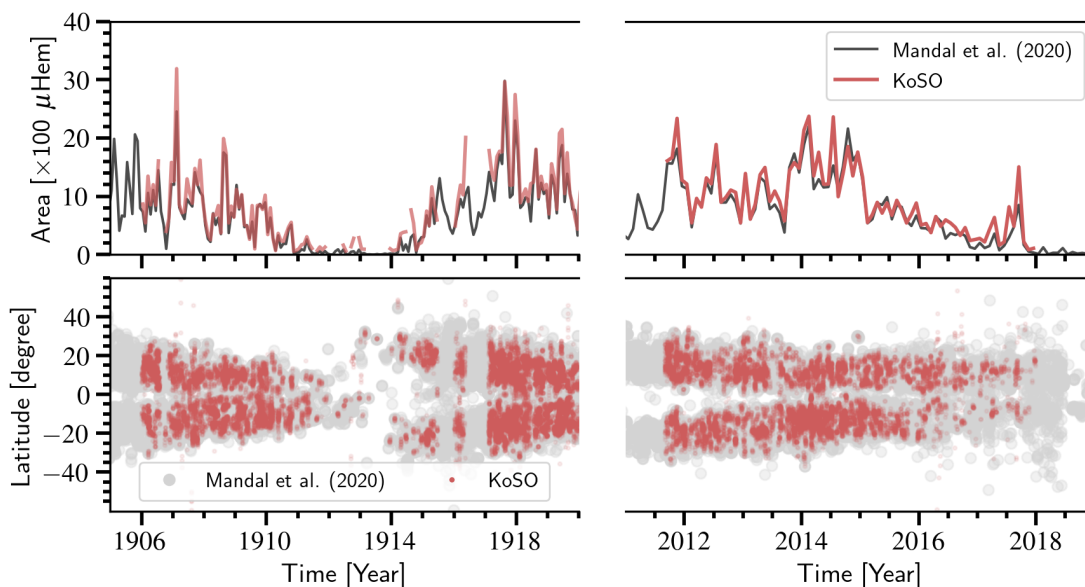 40
30
20
10
0
Area [×100 μHem]
Mandal et al. (2020)
KoSO
40
20
0
−20
−40
Latitude [degree]
Mandal et al. (2020)
KoSO
1906
1910
1914
1918
2012
2014
2016
2018
Time [Year]
Time [Year]